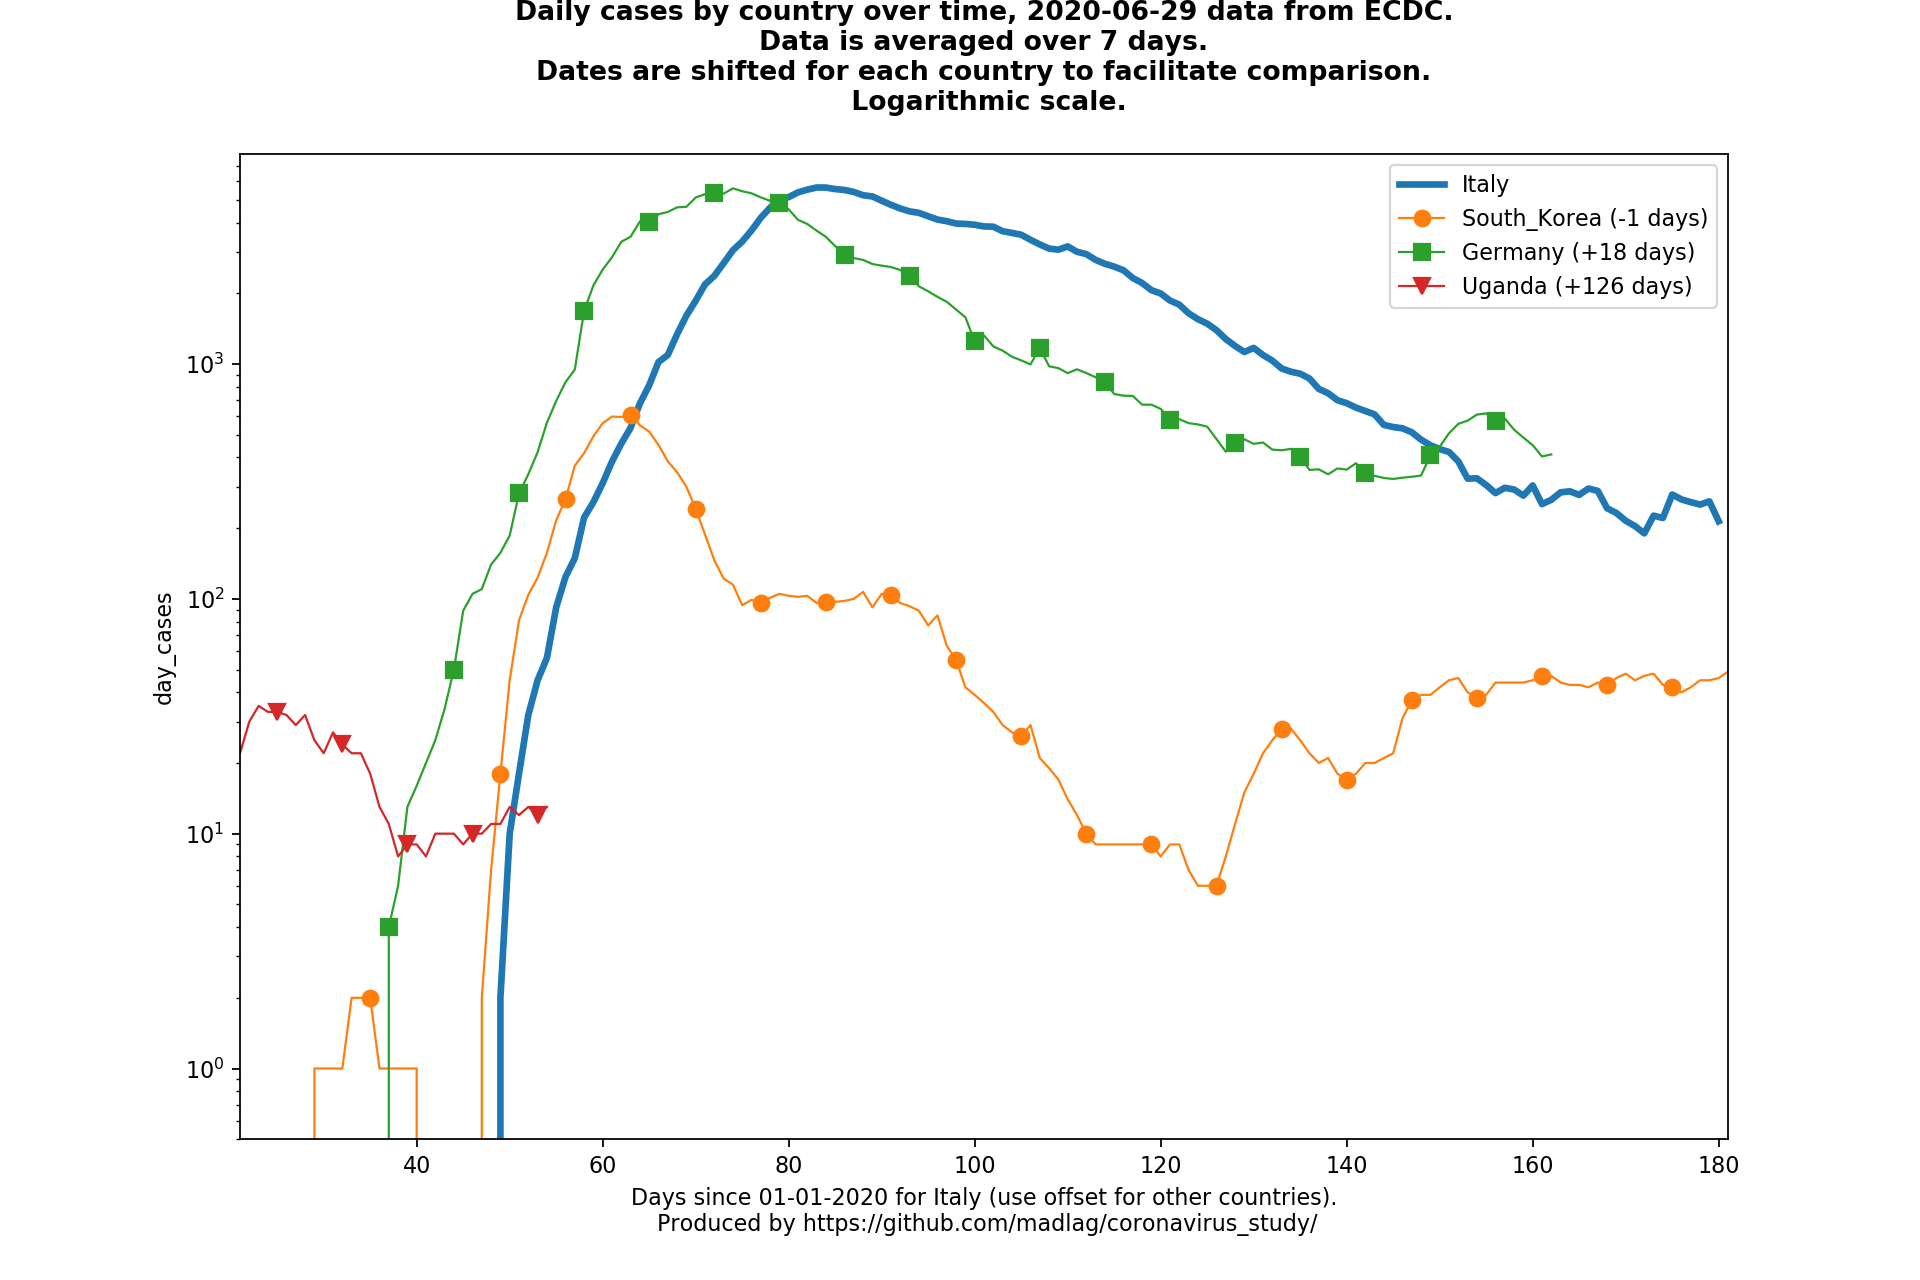 Daily cases by country over time, 2020-06-29 data from ECDC.
Data is averaged over 7 days.
Dates are shifted for each country to facilitate comparison.
Logarithmic scale.
Italy
South_Korea (-1 days)
Germany (+18 days)
Uganda (+126 days)
day_cases
10³
10²
10¹
10⁰
40 60 80 100 120 140 160 180
Days since 01-01-2020 for Italy (use offset for other countries).
Produced by https://github.com/madlag/coronavirus_study/